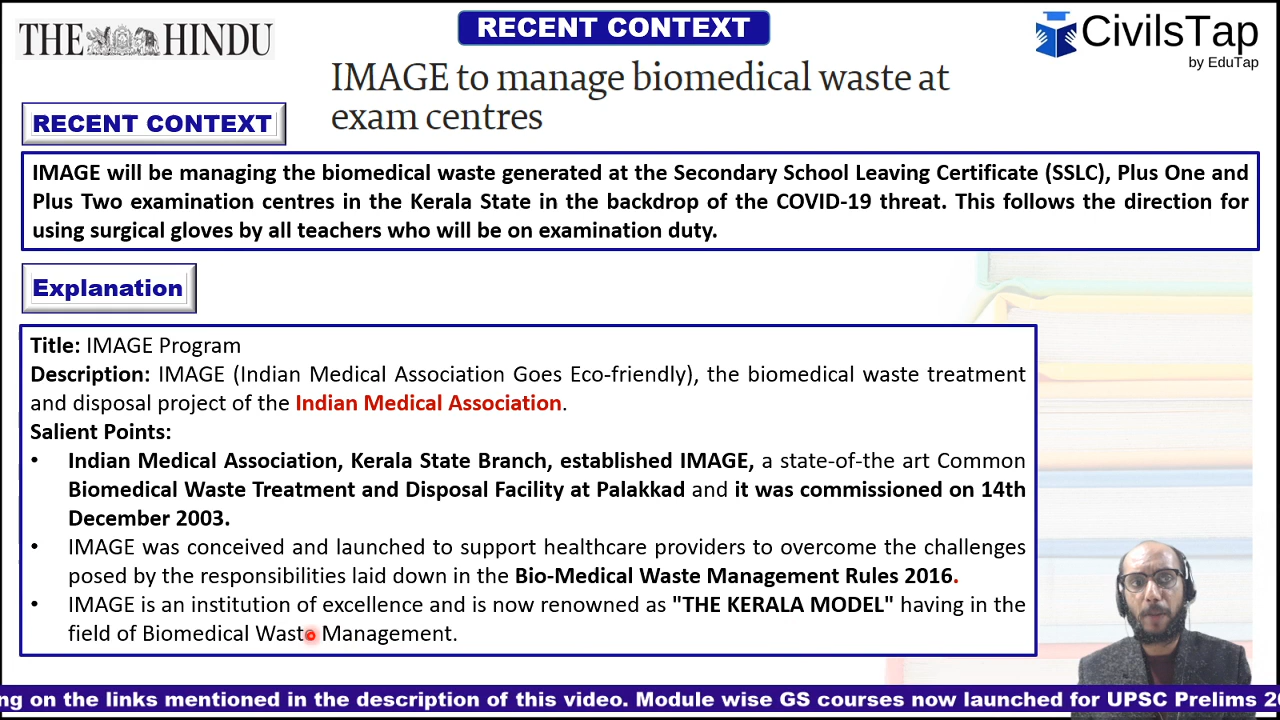 THE HINDU
RECENT CONTEXT
CivilsTap
by EduTap
IMAGE to manage biomedical waste at
exam centres
RECENT CONTEXT
IMAGE will be managing the biomedical waste generated at the Secondary School Leaving Certificate (SSLC), Plus One and
Plus Two examination centres in the Kerala State in the backdrop of the COVID-19 threat. This follows the direction for
using surgical gloves by all teachers who will be on examination duty.
Explanation
Title: IMAGE Program
Description: IMAGE (Indian Medical Association Goes Eco-friendly), the biomedical waste treatment
and disposal project of the Indian Medical Association.
Salient Points:
• Indian Medical Association, Kerala State Branch, established IMAGE, a state-of-the art Common
Biomedical Waste Treatment and Disposal Facility at Palakkad and it was commissioned on 14th
December 2003.
• IMAGE was conceived and launched to support healthcare providers to overcome the challenges
posed by the responsibilities laid down in the Bio-Medical Waste Management Rules 2016.
• IMAGE is an institution of excellence and is now renowned as "THE KERALA MODEL" having in the
field of Biomedical Waste Management.
ng on the links mentioned in the description of this video. Module wise GS courses now launched for UPSC Prelims 2